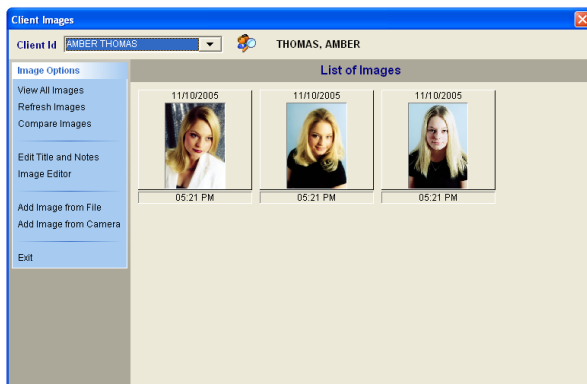 Client Images
Client Id AMBER THOMAS THOMAS, AMBER
Image Options
View All Images
Refresh Images
Compare Images
Edit Title and Notes
Image Editor
Add Image from File
Add Image from Camera
Exit
List of Images
11/10/2005 11/10/2005 11/10/2005
05:21 PM 05:21 PM 05:21 PM